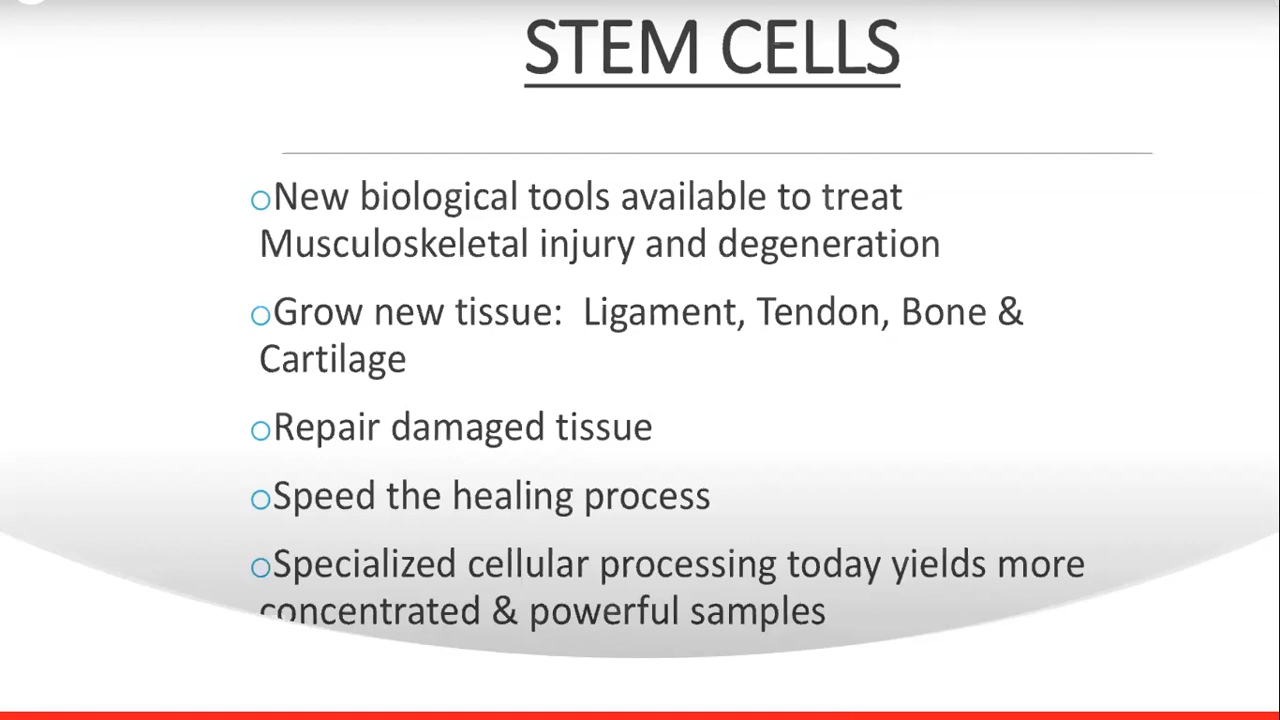 STEM CELLS
oNew biological tools available to treat
Musculoskeletal injury and degeneration
oGrow new tissue:  Ligament, Tendon, Bone &
Cartilage
oRepair damaged tissue
oSpeed the healing process
oSpecialized cellular processing today yields more
concentrated & powerful samples